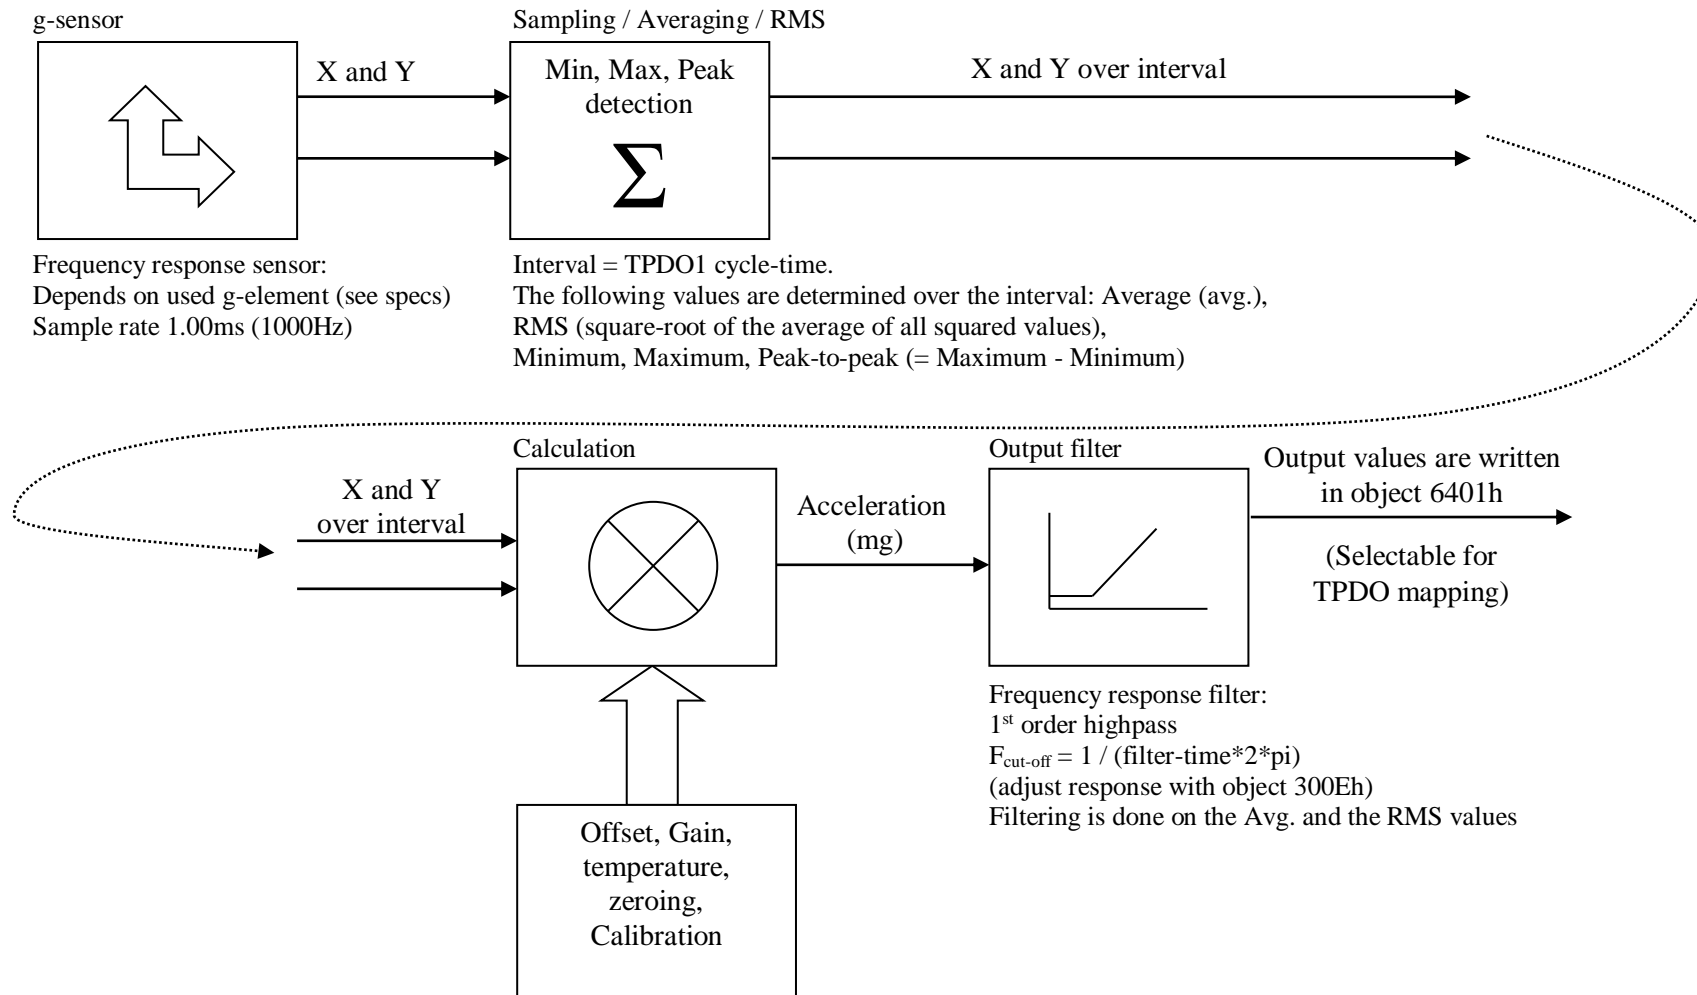 g-sensor
Sampling / Averaging / RMS
X and Y
Min, Max, Peak
detection
Σ
X and Y over interval
Frequency response sensor:
Depends on used g-element (see specs)
Sample rate 1.00ms (1000Hz)
Interval = TPDO1 cycle-time.
The following values are determined over the interval: Average (avg.),
RMS (square-root of the average of all squared values),
Minimum, Maximum, Peak-to-peak (= Maximum - Minimum)
Calculation
Output filter
X and Y
over interval
Acceleration
(mg)
Output values are written
in object 6401h
(Selectable for
TPDO mapping)
Frequency response filter:
1st order highpass
Fcut-off = 1 / (filter-time*2*pi)
(adjust response with object 300Eh)
Filtering is done on the Avg. and the RMS values
Offset, Gain,
temperature,
zeroing,
Calibration